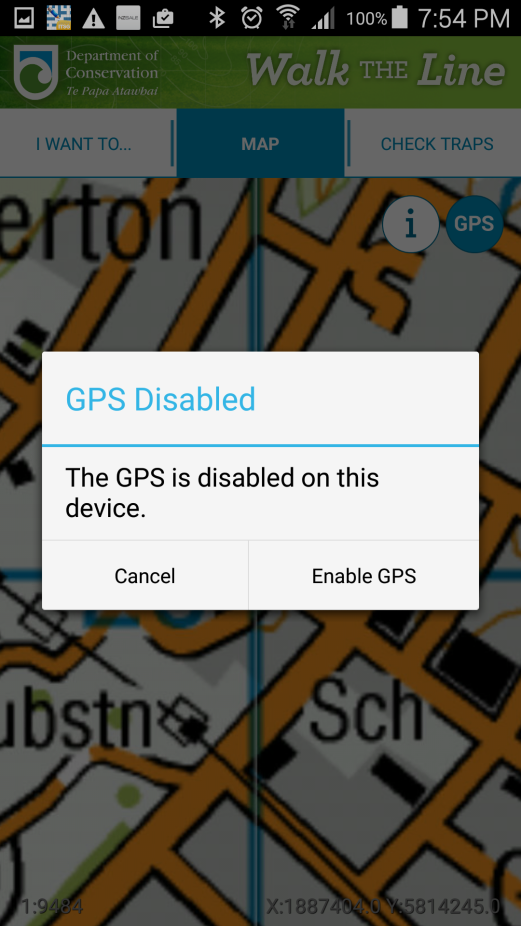 100% 7:54 PM
Department of
Conservation
Te Papa Atawhai
Walk THE Line
I WANT TO...
MAP
CHECK TRAPS
erton
i
GPS
GPS Disabled
The GPS is disabled on this
device.
Cancel
Enable GPS
ubstn
Sch
1:9484
X:1887404.0 Y:5814245.0